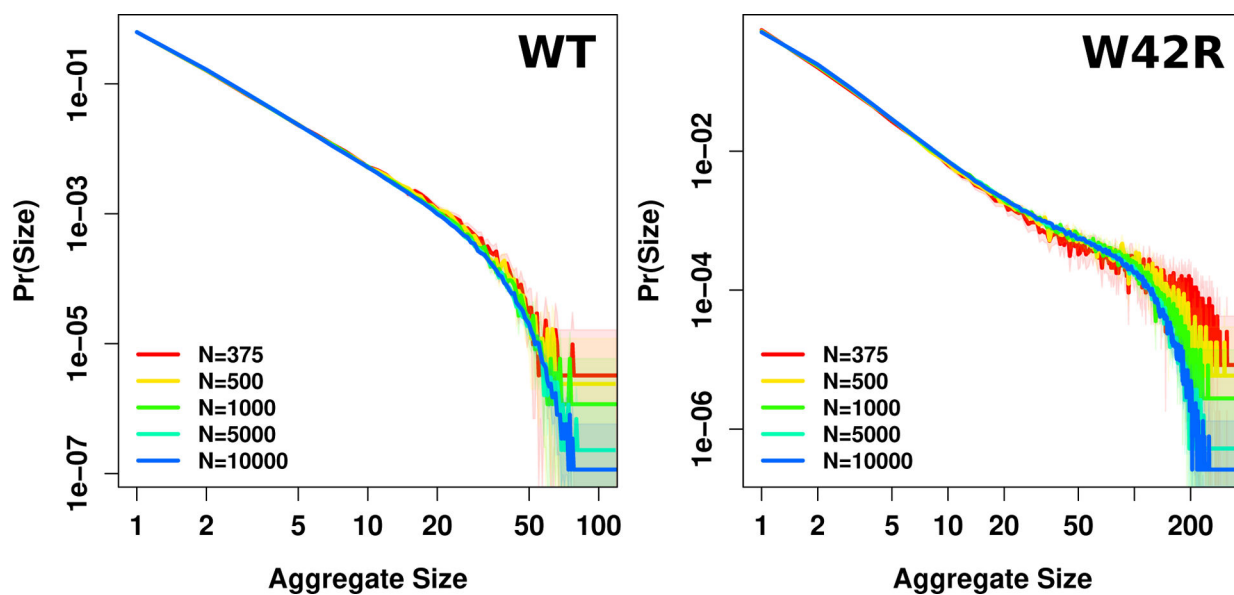 WT
Pr(Size)
1e-01
1e-03
1e-05
1e-07
N=375
N=500
N=1000
N=5000
N=10000
1 2 5 10 20 50 100
Aggregate Size
W42R
Pr(Size)
1e-02
1e-04
1e-06
N=375
N=500
N=1000
N=5000
N=10000
1 2 5 10 20 50 200
Aggregate Size